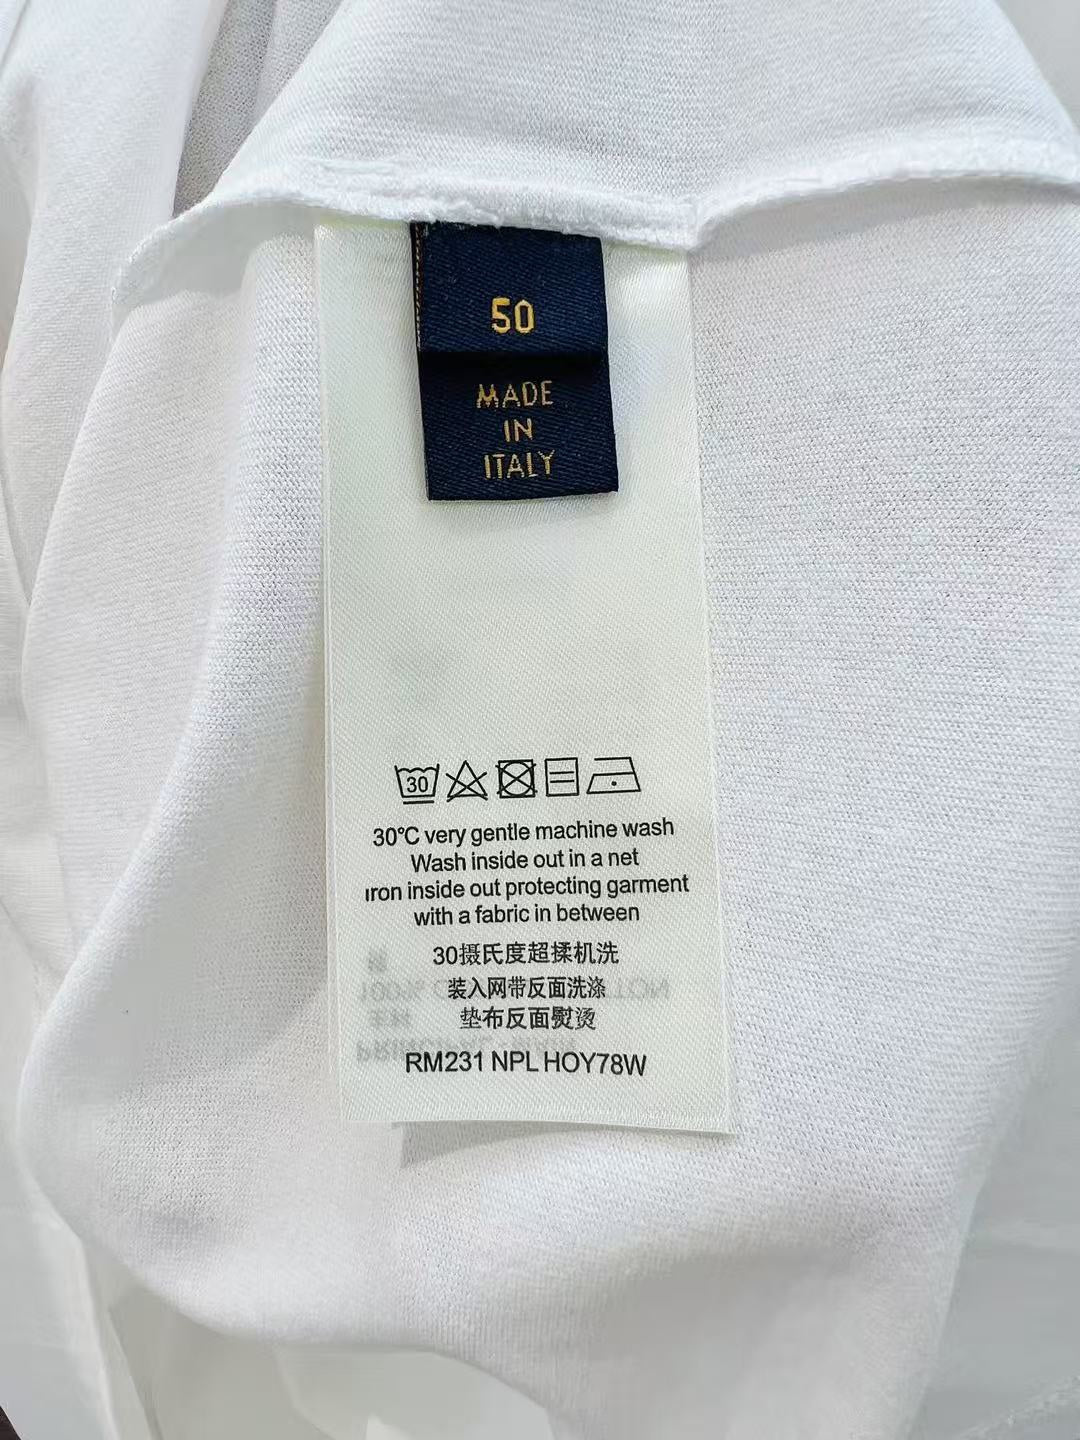 50
MADE
IN
ITALY
30
30°C very gentle machine wash
Wash inside out in a net
iron inside out protecting garment
with a fabric in between
30摄氏度超揉机洗
装入网带反面洗涤
垫布反面熨烫
RM231 NPL HOY78W